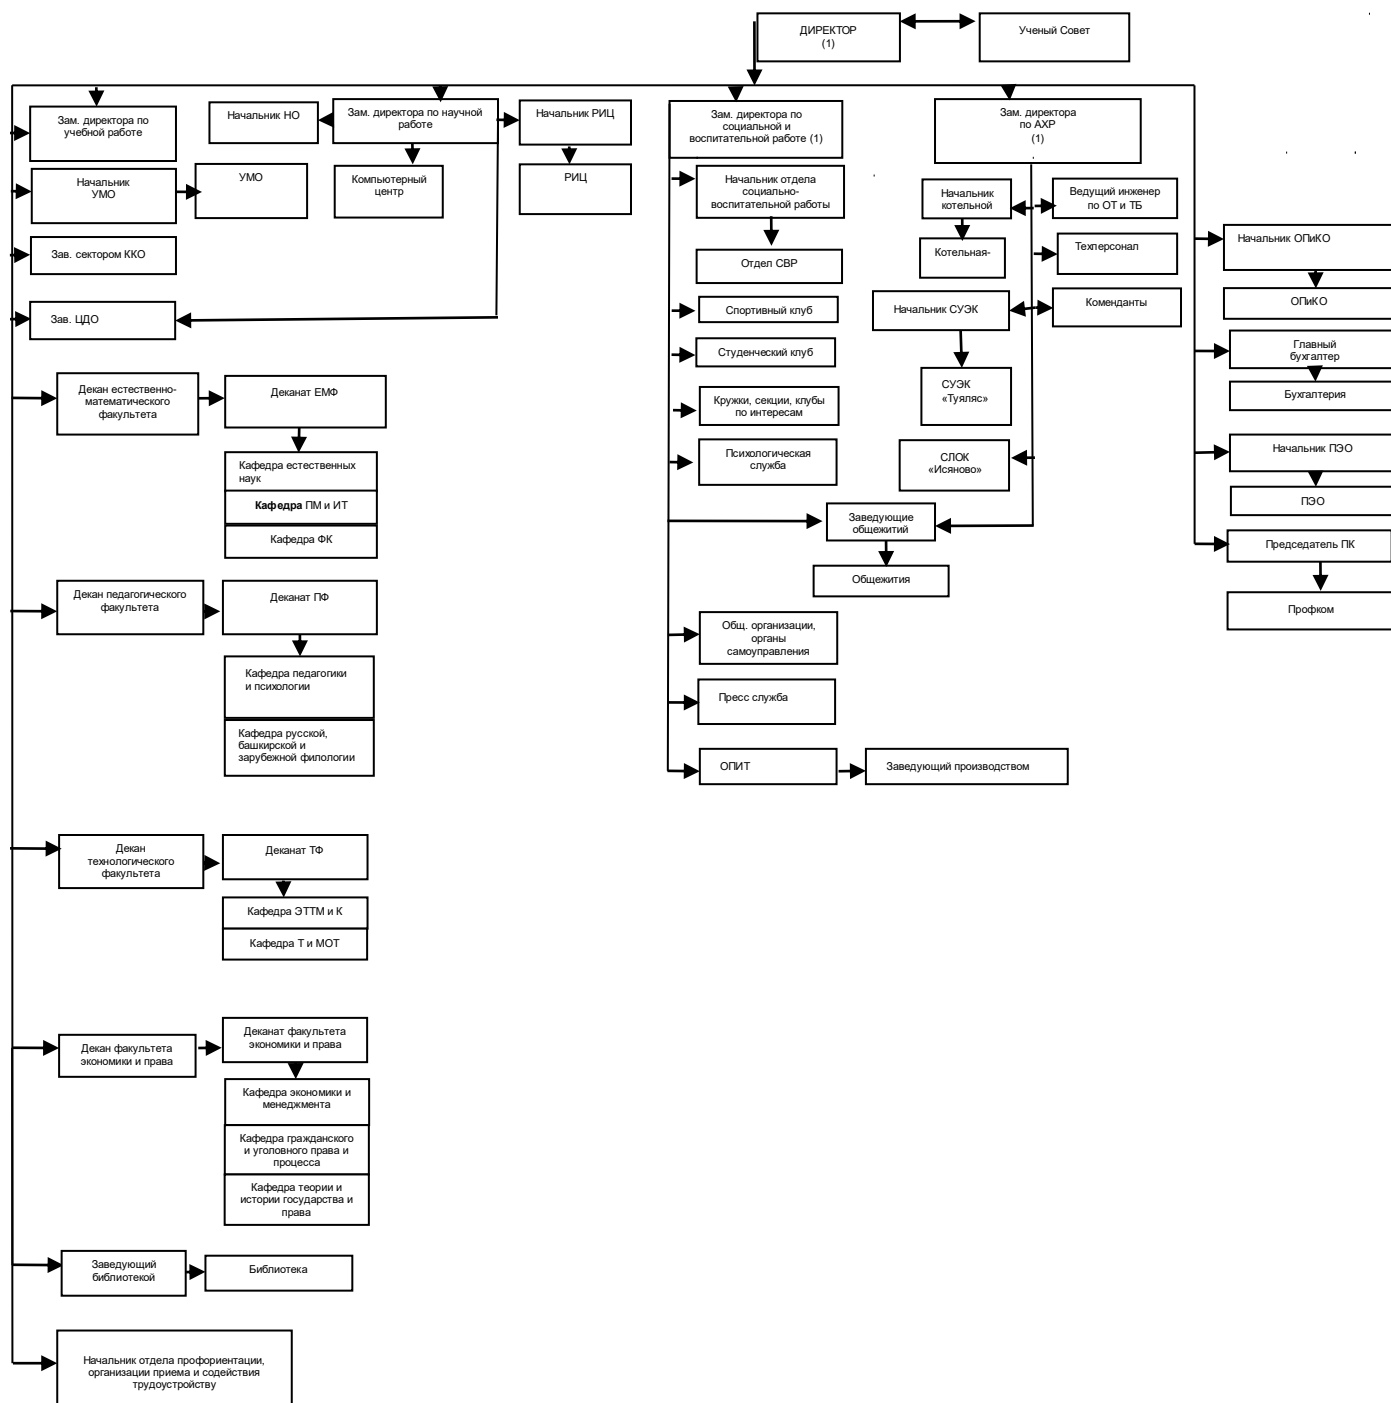 ДИРЕКТОР
(1)
Ученый Совет
Зам. директора по
учебной работе
Начальник НО
Зам. директора по научной
работе
Начальник РИЦ
Зам. директора по
социальной и
воспитательной работе (1)
Зам. директора
по АХР
(1)
Начальник
УМО
УМО
Компьютерный
центр
РИЦ
Начальник отдела
социально-
воспитательной работы
Начальник
котельной
Ведущий инженер
по ОТ и ТБ
Начальник ОПиКО
Зав. сектором ККО
Отдел СВР
Котельная-
Техперсонал
ОПиКО
Зав. ЦДО
Спортивный клуб
Начальник СУЭК
Коменданты
Студенческий клуб
Главный
бухгалтер
Декан естественно-
математического
факультета
Деканат ЕМФ
Кружки, секции, клубы
по интересам
СУЭК
«Туяляс»
Бухгалтерия
Кафедра естественных
наук
Кафедра ПМ и ИТ
Кафедра ФК
Психологическая
служба
СЛОК
«Исяново»
Начальник ПЭО
ПЭО
Заведующие
общежитий
Председатель ПК
Общежития
Профком
Декан педагогического
факультета
Деканат ПФ
Кафедра педагогики
и психологии
Кафедра русской,
башкирской и
зарубежной филологии
Общ. организации,
органы
самоуправления
Пресс служба
ОПИТ
Заведующий производством
Декан
технологического
факультета
Деканат ТФ
Кафедра ЭТТМ и К
Кафедра Т и МОТ
Декан факультета
экономики и права
Деканат факультета
экономики и права
Кафедра экономики и
менеджмента
Кафедра гражданского
и уголовного права и
процесса
Кафедра теории и
истории государства и
права
Заведующий
библиотекой
Библиотека
Начальник отдела профориентации,
организации приема и содействия
трудоустройству